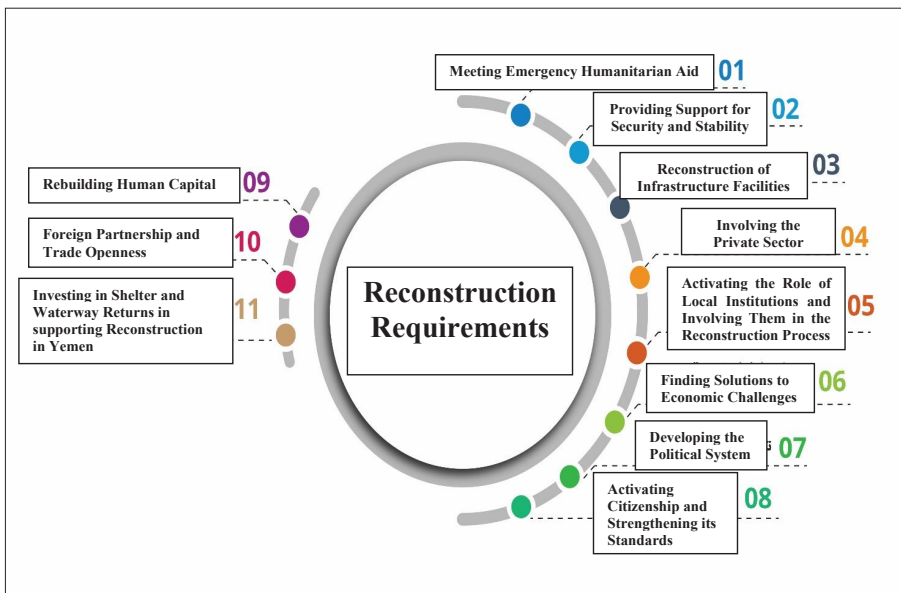 Reconstruction
Requirements
Meeting Emergency Humanitarian Aid
01
Providing Support for
Security and Stability
02
Reconstruction of
Infrastructure Facilities
03
Involving the
Private Sector
04
Activating the Role of
Local Institutions and
Involving Them in the
Reconstruction Process
05
Finding Solutions to
Economic Challenges
06
Developing the
Political System
07
Activating
Citizenship and
Strengthening its
Standards
08
Rebuilding Human Capital
09
Foreign Partnership and
Trade Openness
10
Investing in Shelter and
Waterway Returns in
supporting Reconstruction
in Yemen
11